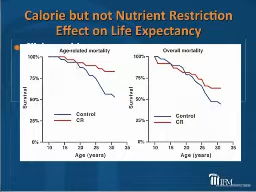 Calorie but not Nutrient Restriction
Effect on Life Expectancy
Age-related mortality
Overall mortality
100%
75%
50%
25%
0%
Survival
Control
CR
10 15 20 25 30 35
Age (years)
100%
75%
50%
25%
0%
Survival
Control
CR
10 15 20 25 30 35
Age (years)
IFM